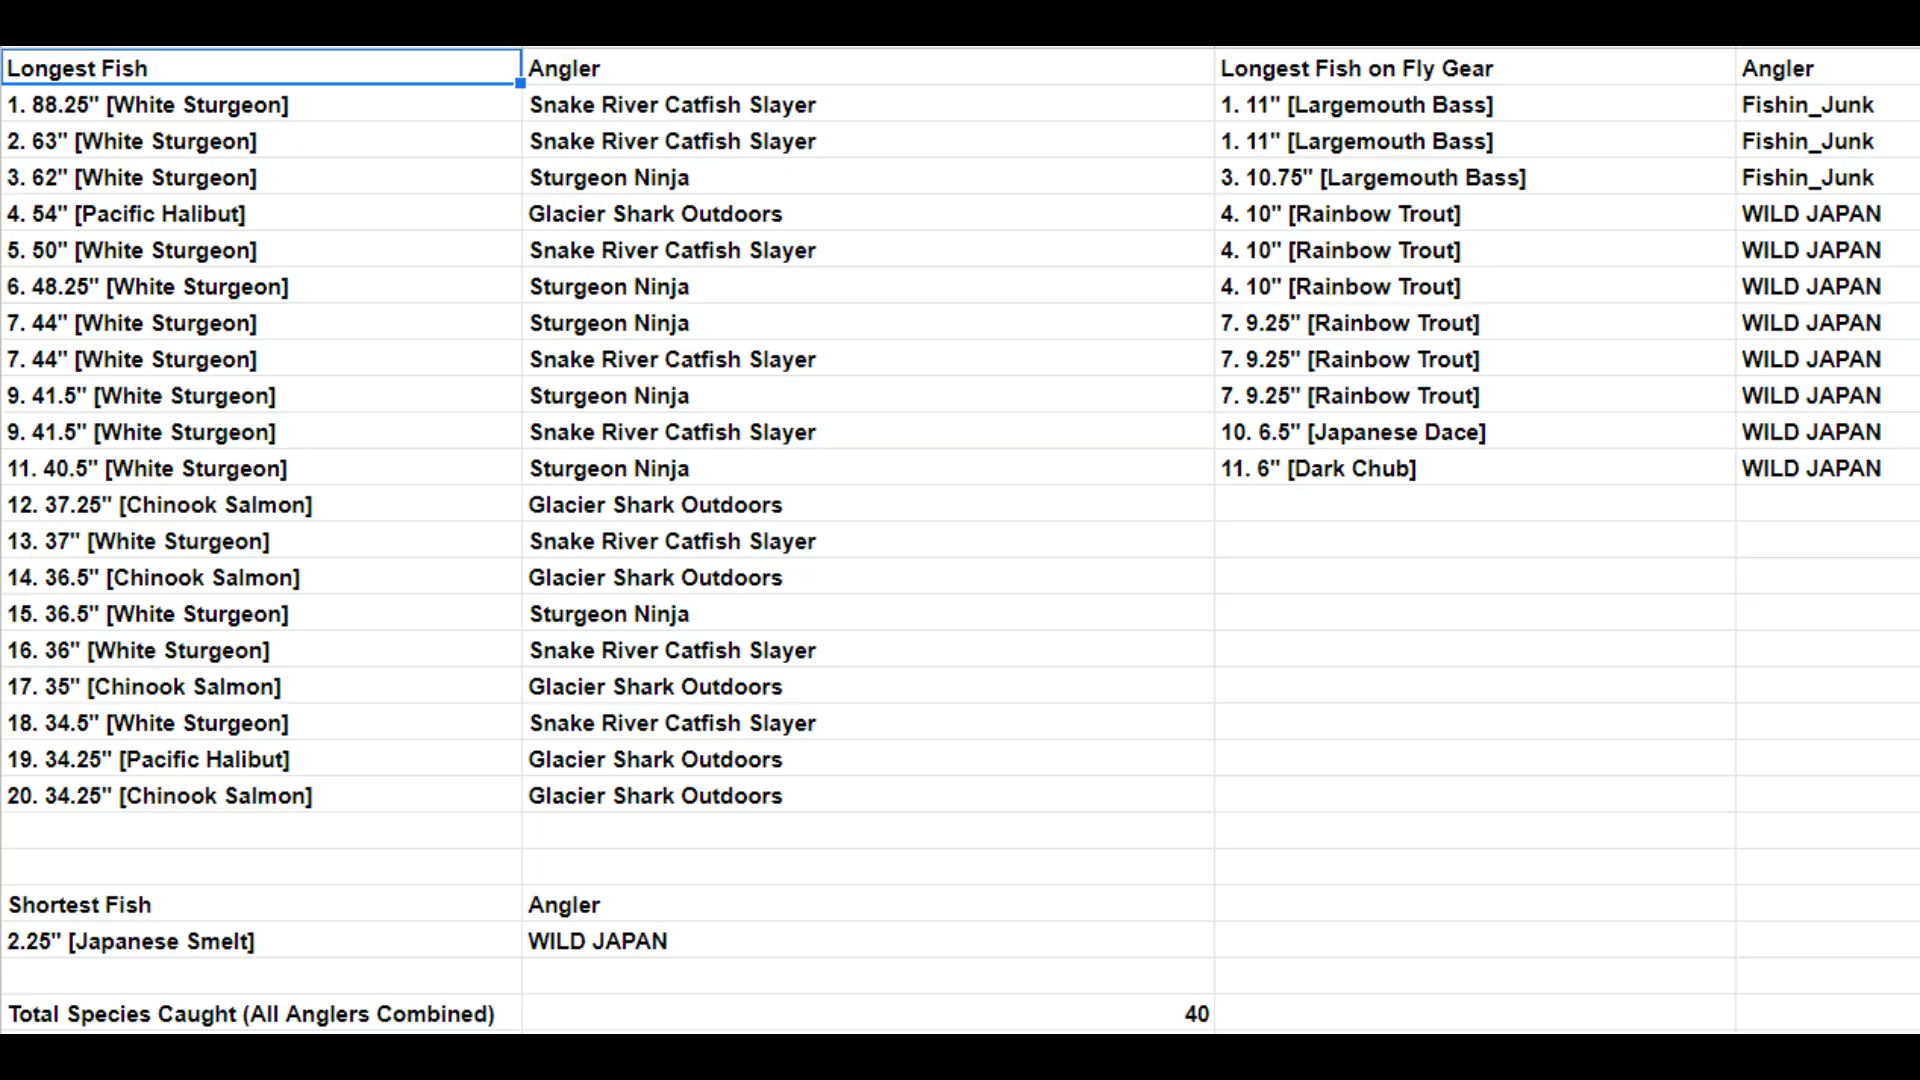 Longest Fish Angler Longest Fish on Fly Gear Angler
1. 88.25" [White Sturgeon] Snake River Catfish Slayer 1. 11" [Largemouth Bass] Fishin_Junk
2. 63" [White Sturgeon] Snake River Catfish Slayer 1. 11" [Largemouth Bass] Fishin_Junk
3. 62" [White Sturgeon] Sturgeon Ninja 3. 10.75" [Largemouth Bass] Fishin_Junk
4. 54" [Pacific Halibut] Glacier Shark Outdoors 4. 10" [Rainbow Trout] WILD JAPAN
5. 50" [White Sturgeon] Snake River Catfish Slayer 4. 10" [Rainbow Trout] WILD JAPAN
6. 48.25" [White Sturgeon] Sturgeon Ninja 4. 10" [Rainbow Trout] WILD JAPAN
7. 44" [White Sturgeon] Sturgeon Ninja 7. 9.25" [Rainbow Trout] WILD JAPAN
7. 44" [White Sturgeon] Snake River Catfish Slayer 7. 9.25" [Rainbow Trout] WILD JAPAN
9. 41.5" [White Sturgeon] Sturgeon Ninja 7. 9.25" [Rainbow Trout] WILD JAPAN
9. 41.5" [White Sturgeon] Snake River Catfish Slayer 10. 6.5" [Japanese Dace] WILD JAPAN
11. 40.5" [White Sturgeon] Sturgeon Ninja 11. 6" [Dark Chub] WILD JAPAN
12. 37.25" [Chinook Salmon] Glacier Shark Outdoors
13. 37" [White Sturgeon] Snake River Catfish Slayer
14. 36.5" [Chinook Salmon] Glacier Shark Outdoors
15. 36.5" [White Sturgeon] Sturgeon Ninja
16. 36" [White Sturgeon] Snake River Catfish Slayer
17. 35" [Chinook Salmon] Glacier Shark Outdoors
18. 34.5" [White Sturgeon] Snake River Catfish Slayer
19. 34.25" [Pacific Halibut] Glacier Shark Outdoors
20. 34.25" [Chinook Salmon] Glacier Shark Outdoors
Shortest Fish Angler
2.25" [Japanese Smelt] WILD JAPAN
Total Species Caught (All Anglers Combined) 40